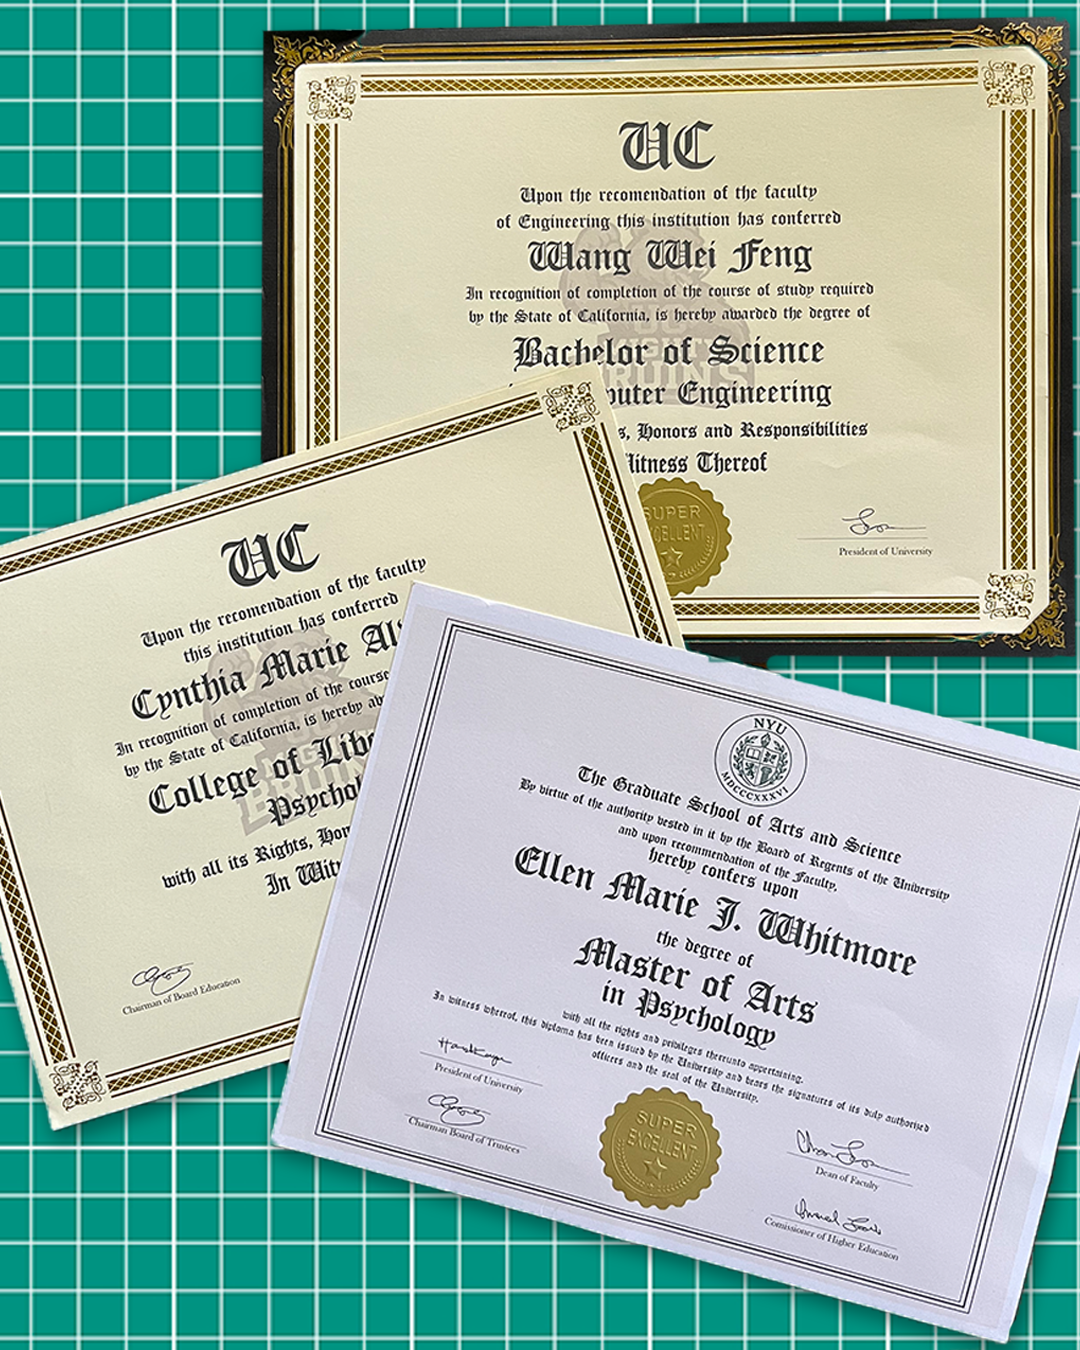 UC
Upon the recomendation of the faculty
of Engineering this institution has conferred
Wang Wei Feng
In recognition of completion of the course of study required
by the State of California, is hereby awarded the degree of
Bachelor of Science
Engineering
Honors and Responsibilities
Thereof
SUPER
President of University
UC
Upon the recomendation of the faculty
this institution has conferred
Cynthia Marie
In recognition of completion of the course
by the State of California, is hereby
College of
with all its Rights,
In
Chairman of Board Education
NYU
MDCCCXXXVI
The Graduate School of Arts and Science
By virtue of the authority vested in it by the Board of Regents of the University
and upon recommendation of the Faculty,
hereby confers upon
Ellen Marie J. Whitmore
the degree of
Master of Arts
in Psychology
with all the rights and privileges thereunto appertaining.
In witness whereof, this diploma has been issued by the University and bears the signatures of its duly authorized
officers and the seal of the University.
President of University
Chairman Board of Trustees
SUPER
EXCELLENT
Dean of Faculty
Comissioner of Higher Education